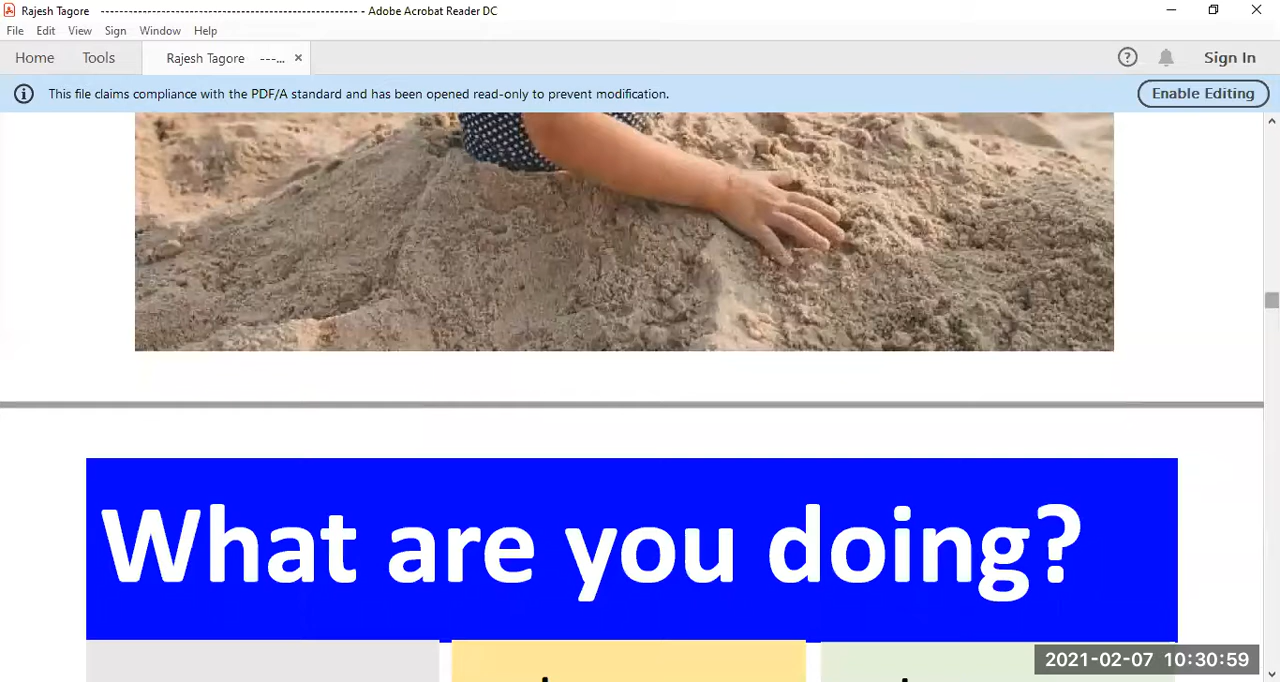 Rajesh Tagore ------------------------------------------------------ - Adobe Acrobat Reader DC
File Edit View Sign Window Help
Home Tools Rajesh Tagore ---... × Sign In
This file claims compliance with the PDF/A standard and has been opened read-only to prevent modification. Enable Editing
What are you doing?
2021-02-07 10:30:59